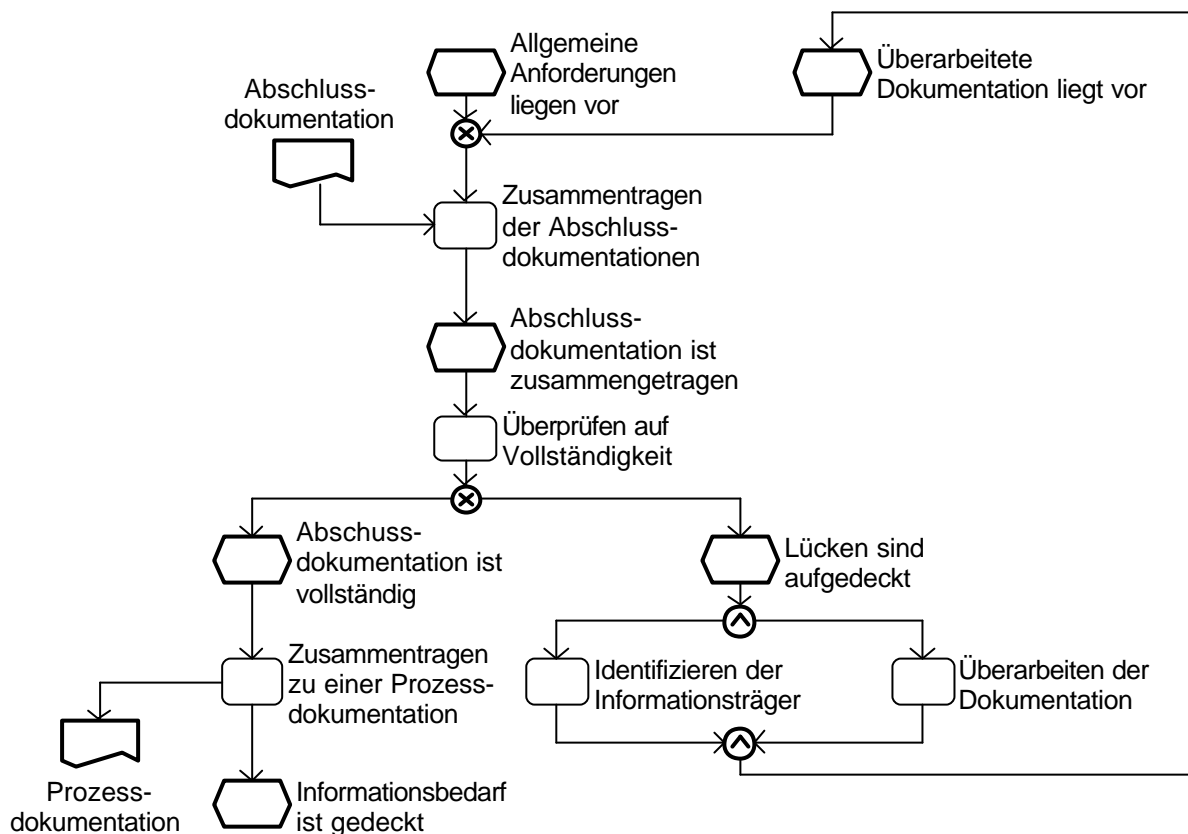 Allgemeine
Anforderungen
liegen vor
Überarbeitete
Dokumentation liegt vor
Abschluss-
dokumentation
Zusammentragen
der Abschluss-
dokumentationen
Abschluss-
dokumentation ist
zusammengetragen
Überprüfen auf
Vollständigkeit
Abschuss-
dokumentation ist
vollständig
Lücken sind
aufgedeckt
Zusammentragen
zu einer Prozess-
dokumentation
Identifizieren der
Informationsträger
Überarbeiten der
Dokumentation
Prozess-
dokumentation
Informationsbedarf
ist gedeckt